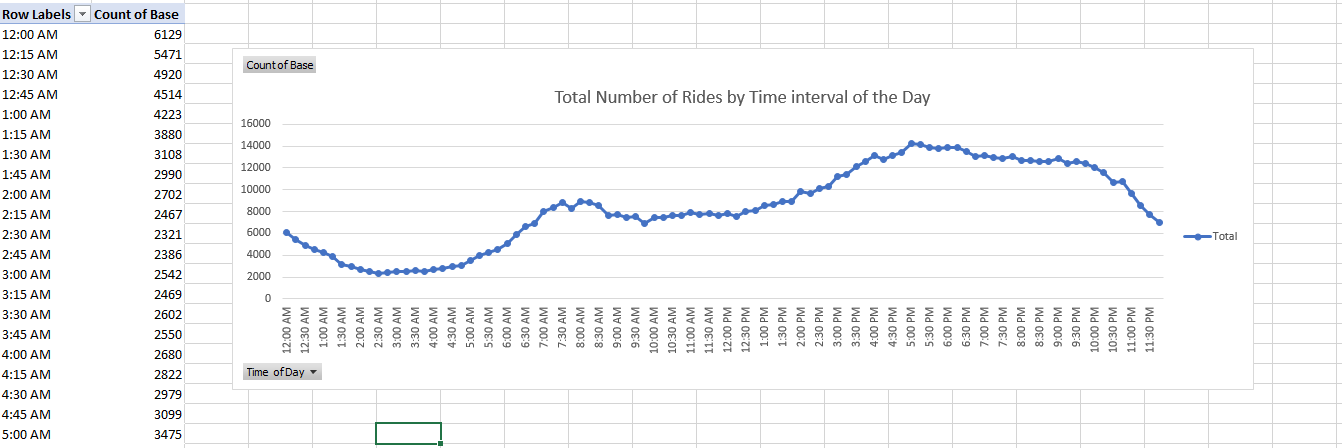 Row Labels Count of Base
12:00 AM 6129
12:15 AM 5471
12:30 AM 4920
12:45 AM 4514
1:00 AM 4223
1:15 AM 3880
1:30 AM 3108
1:45 AM 2990
2:00 AM 2702
2:15 AM 2467
2:30 AM 2321
2:45 AM 2386
3:00 AM 2542
3:15 AM 2469
3:30 AM 2602
3:45 AM 2550
4:00 AM 2680
4:15 AM 2822
4:30 AM 2979
4:45 AM 3099
5:00 AM 3475
Count of Base
Total Number of Rides by Time interval of the Day
16000
14000
12000
10000
8000
6000
4000
2000
0
12:00 AM
12:30 AM
1:00 AM
1:30 AM
2:00 AM
2:30 AM
3:00 AM
3:30 AM
4:00 AM
4:30 AM
5:00 AM
5:30 AM
6:00 AM
6:30 AM
7:00 AM
7:30 AM
8:00 AM
8:30 AM
9:00 AM
9:30 AM
10:00 AM
10:30 AM
11:00 AM
11:30 AM
12:00 PM
12:30 PM
1:00 PM
1:30 PM
2:00 PM
2:30 PM
3:00 PM
3:30 PM
4:00 PM
4:30 PM
5:00 PM
5:30 PM
6:00 PM
6:30 PM
7:00 PM
7:30 PM
8:00 PM
8:30 PM
9:00 PM
9:30 PM
10:00 PM
10:30 PM
11:00 PM
11:30 PM
Total
Time of Day